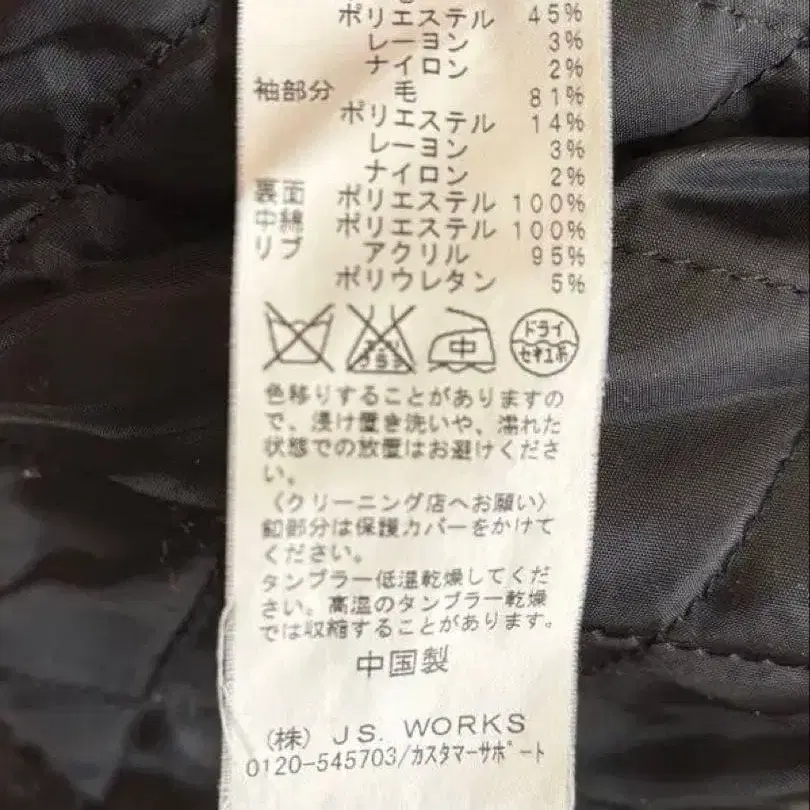 ポリエステル 45%
レーヨン 3%
ナイロン 2%
袖部分 毛 81%
ポリエステル 14%
レーヨン 3%
ナイロン 2%
裏面 ポリエステル 100%
中綿 ポリエステル 100%
リブ アクリル 95%
ポリウレタン 5%
中 ドライ
エンソサラシ セキユ系
色移りすることがありますの
で、浸け置き洗いや、濡れた
状態での放置はお避けくださ
い。
〈クリーニング店へお願い〉
釦部分は保護カバーをかけて
ください。
タンブラー低温乾燥してくだ
さい。高温のタンブラー乾燥
では収縮することがあります。
中国製
(株) JS. WORKS
0120-545703/カスタマーサポート